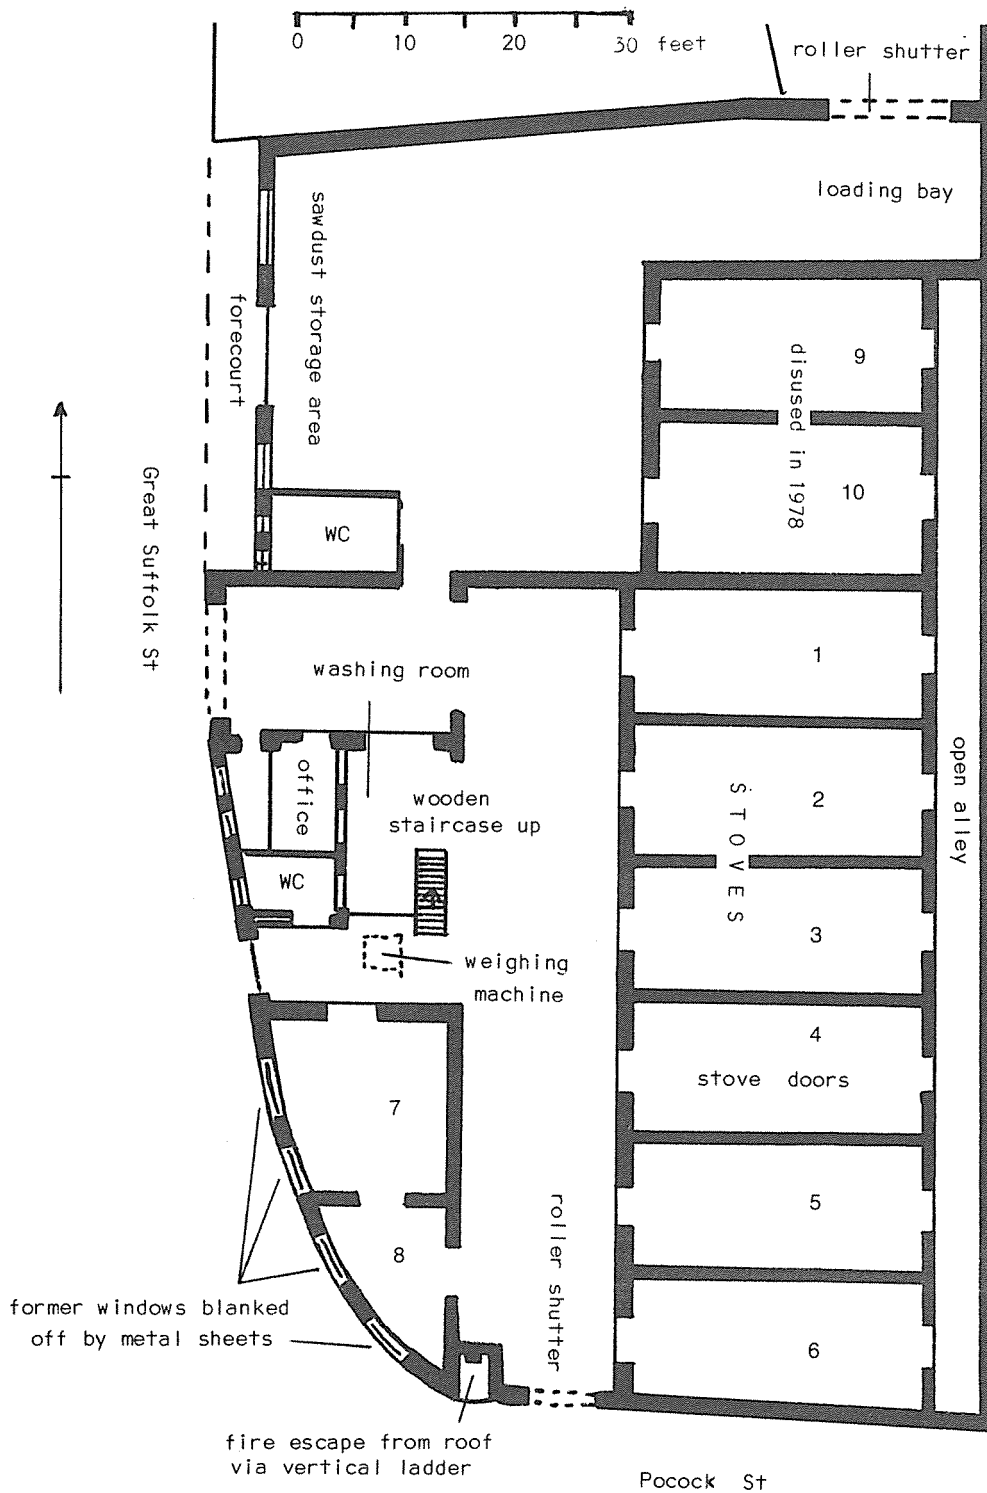 0 10 20 30 feet
roller shutter
loading bay
sawdust storage area
forecourt
Great Suffolk St
9
disused in 1978
10
WC
1
washing room
office
wooden
staircase up
2
STOVES
open alley
WC
3
weighing
machine
4
stove doors
7
5
roller shutter
8
former windows blanked
off by metal sheets
6
fire escape from roof
via vertical ladder
Pocock St